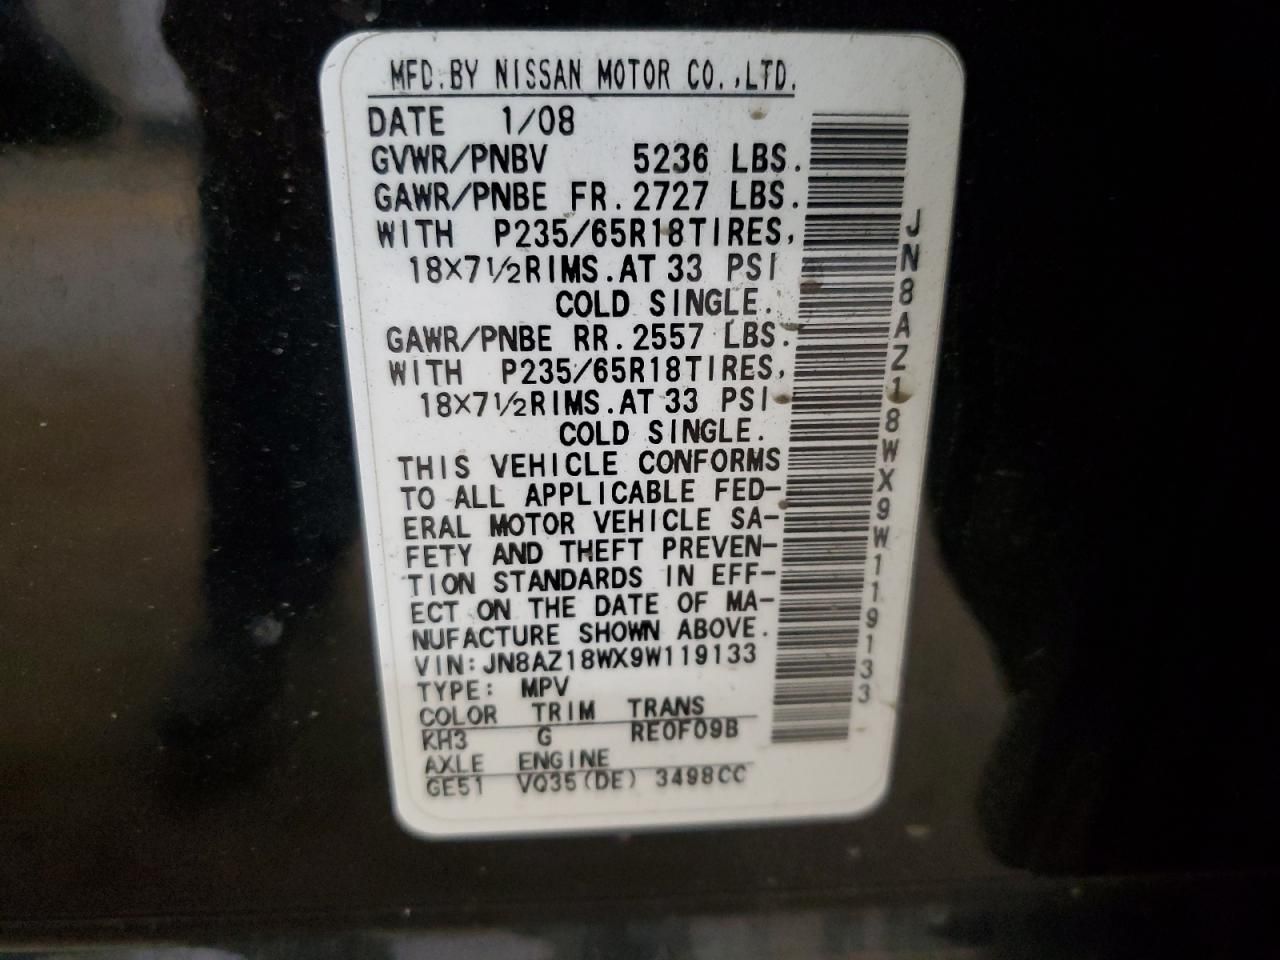 MFD.BY NISSAN MOTOR CO.,LTD.
DATE 1/08
GVWR/PNBV 5236 LBS.
GAWR/PNBE FR. 2727 LBS.
WITH P235/65R18TIRES,
18×7½RIMS.AT 33 PSI
COLD SINGLE.
GAWR/PNBE RR. 2557 LBS.
WITH P235/65R18TIRES,
18×7½RIMS.AT 33 PSI
COLD SINGLE.
THIS VEHICLE CONFORMS
TO ALL APPLICABLE FED-
ERAL MOTOR VEHICLE SA-
FETY AND THEFT PREVEN-
TION STANDARDS IN EFF-
ECT ON THE DATE OF MA-
NUFACTURE SHOWN ABOVE.
VIN:JN8AZ18WX9W119133
TYPE: MPV
COLOR TRIM TRANS
KH3 G RE0F09B
AXLE ENGINE
GE51 VQ35(DE) 3498CC
JN8AZ18WX9W119133